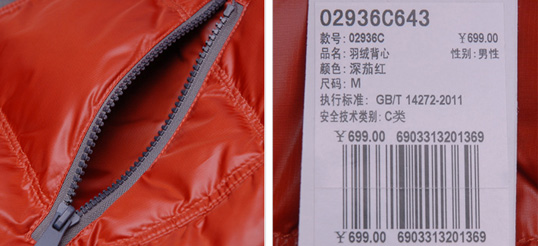 02936C643
款号: 02936C ¥699.00
品名: 羽绒背心 性别: 男性
颜色: 深茄红
尺码: M
执行标准: GB/T 14272-2011
安全技术类别: C类
¥699.00 6903313201369
¥699.00 6903313201369